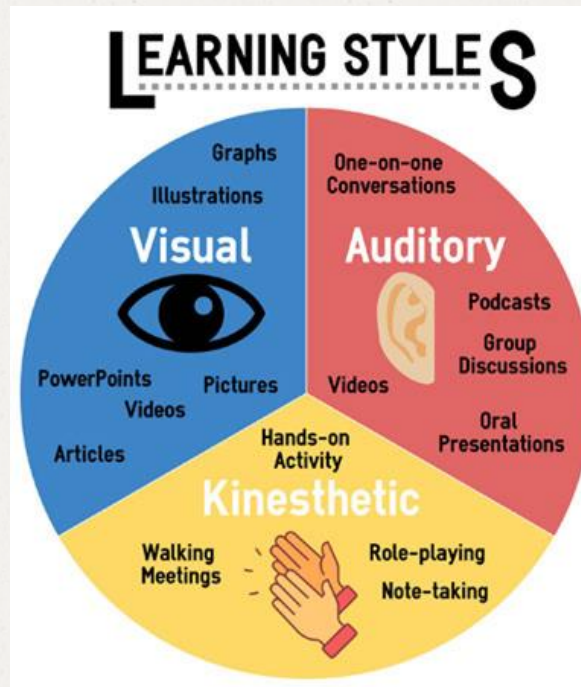 LEARNING STYLES
Graphs
Illustrations
Visual
PowerPoints
Videos
Pictures
Articles
One-on-one
Conversations
Auditory
Podcasts
Group
Discussions
Videos
Oral
Presentations
Hands-on
Activity
Kinesthetic
Walking
Meetings
Role-playing
Note-taking